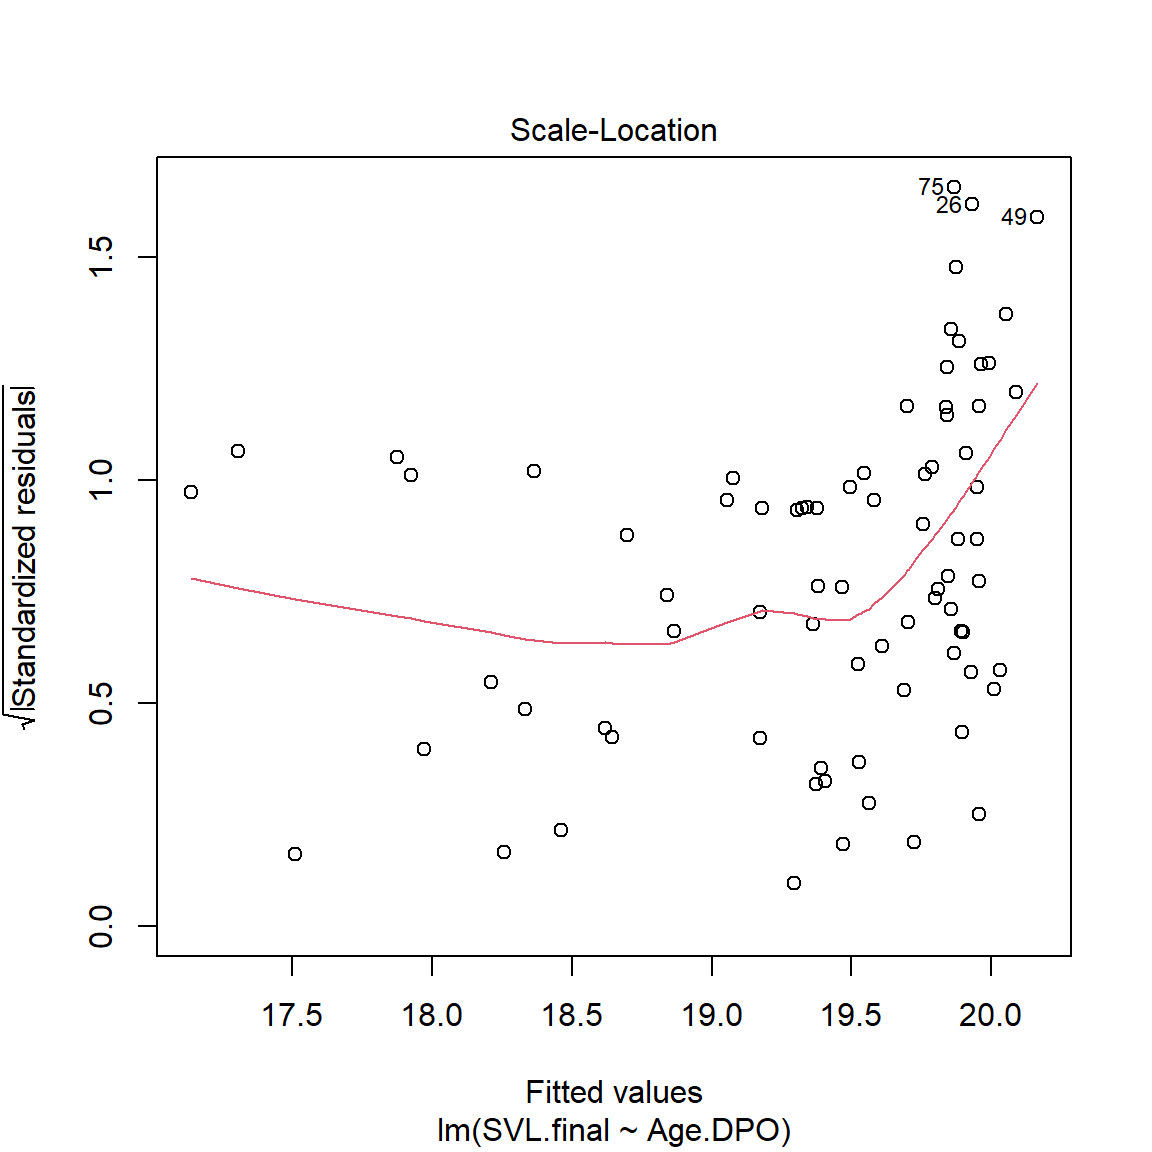 Scale-Location
75
26
49
1.5
1.0
0.5
0.0
√|Standardized residuals|
17.5 18.0 18.5 19.0 19.5 20.0
Fitted values
lm(SVL.final ~ Age.DPO)